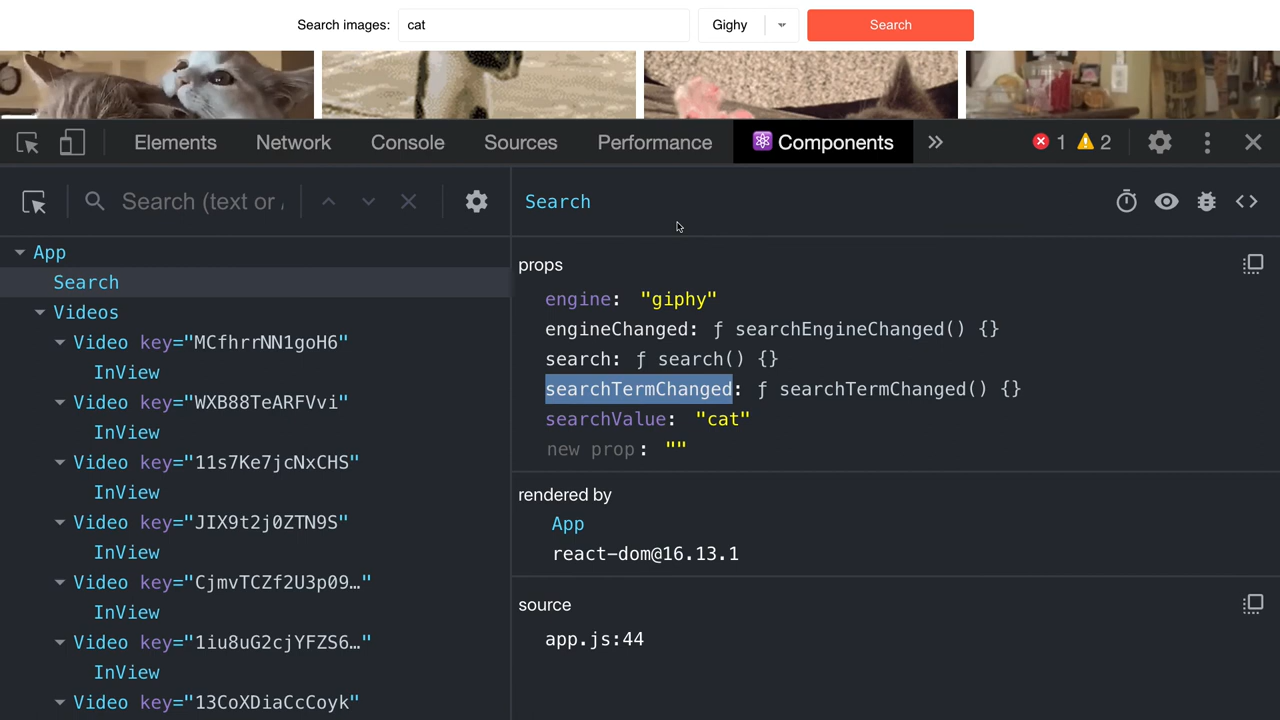 Search images: cat Gighy Search
Elements Network Console Sources Performance Components 1 2
Search (text or /
Search
App
Search
Videos
Video key="MCfhrrNN1goH6"
InView
Video key="WXB88TeARFVvi"
InView
Video key="11s7Ke7jcNxCHS"
InView
Video key="JIX9t2j0ZTN9S"
InView
Video key="CjmvTCZf2U3p09…"
InView
Video key="1iu8uG2cjYFZS6…"
InView
Video key="13CoXDiaCcCoyk"
props
engine: "giphy"
engineChanged: ƒ searchEngineChanged() {}
search: ƒ search() {}
searchTermChanged: ƒ searchTermChanged() {}
searchValue: "cat"
new prop: ""
rendered by
App
react-dom@16.13.1
source
app.js:44